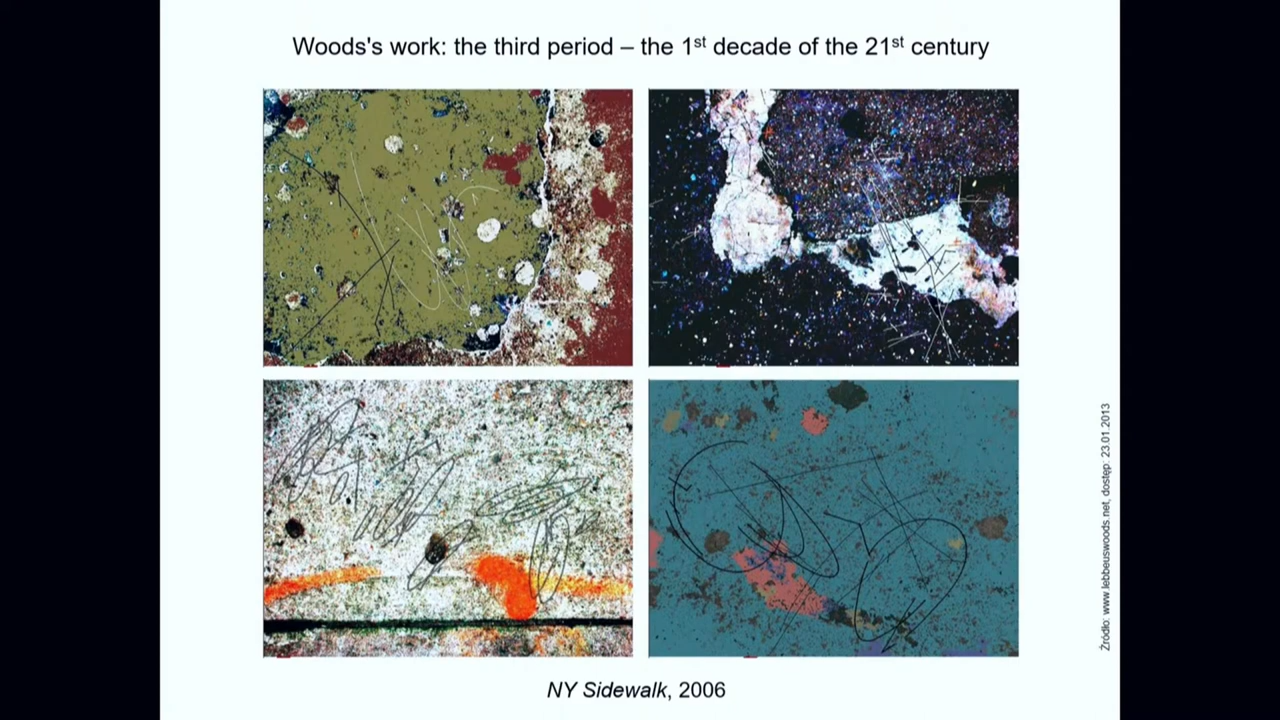 Woods's work: the third period – the 1st decade of the 21st century
Źródło: www.lebbeuswoods.net, dostęp: 23.01.2013
NY Sidewalk, 2006